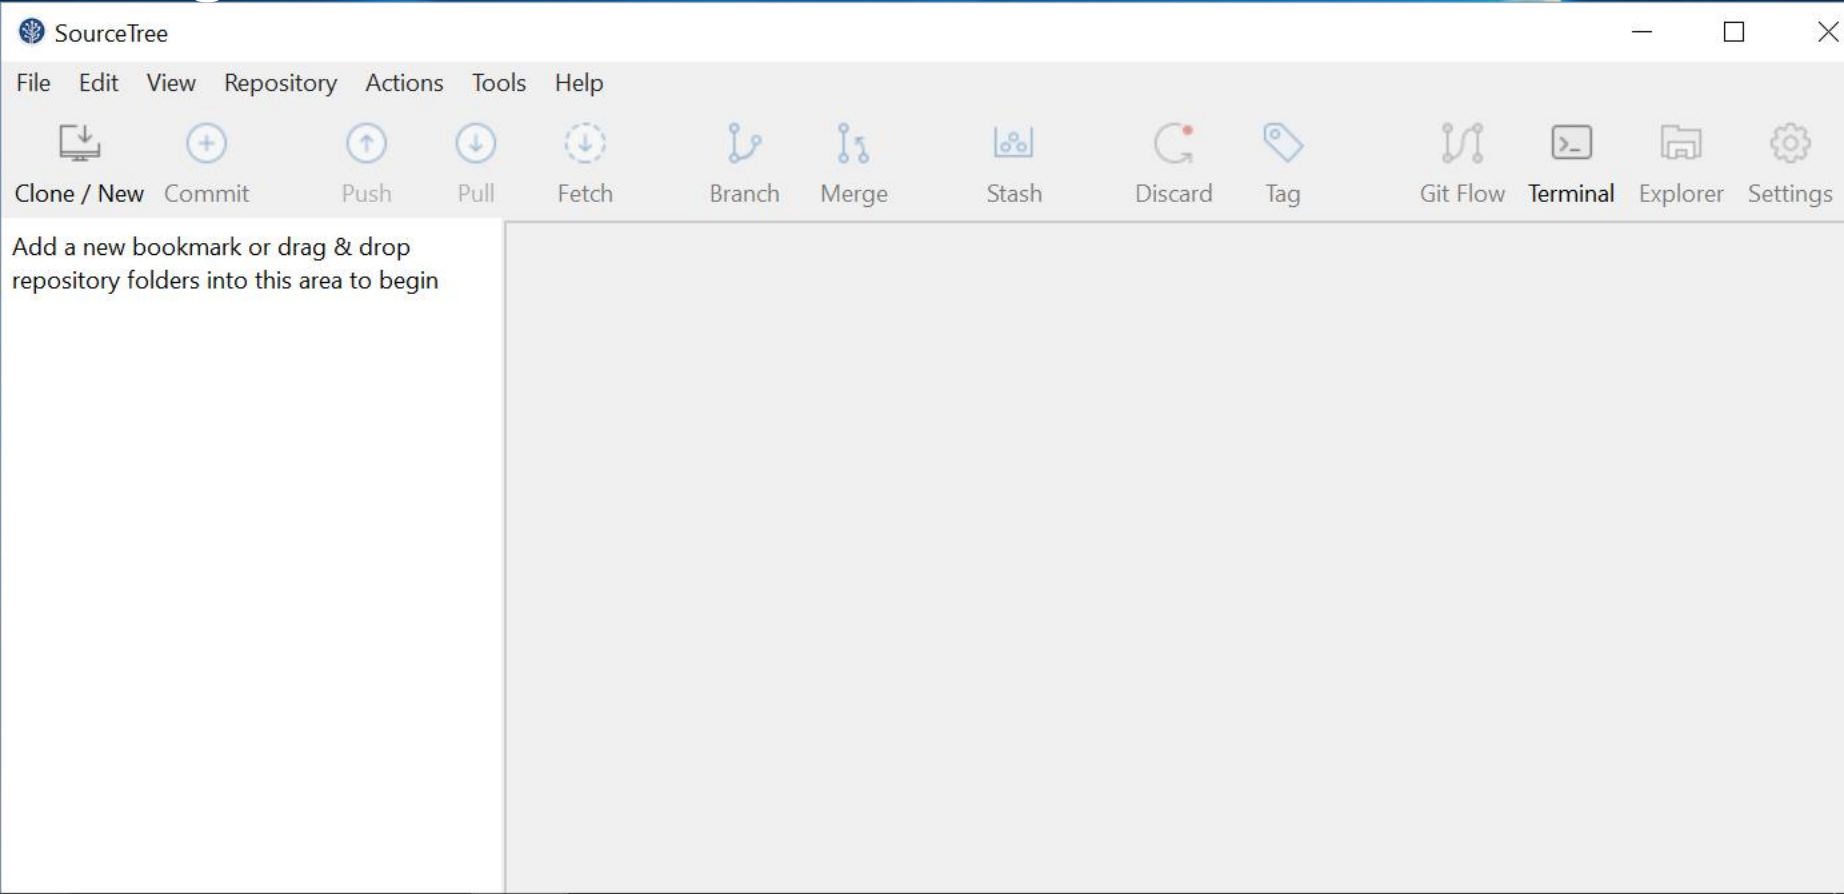 SourceTree
File Edit View Repository Actions Tools Help
Clone / New Commit Push Pull Fetch Branch Merge Stash Discard Tag Git Flow Terminal Explorer Settings
Add a new bookmark or drag & drop
repository folders into this area to begin